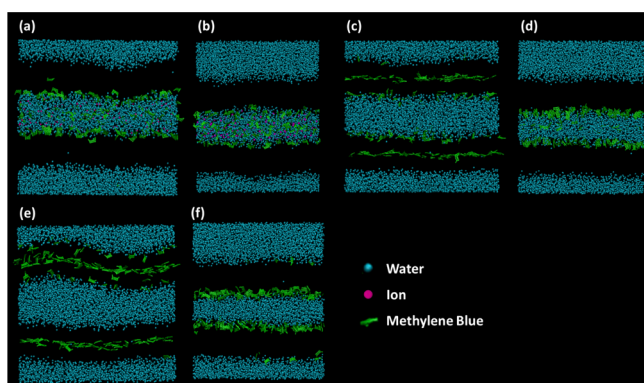 (a) (b) (c) (d)
(e) (f)
Water
Ion
Methylene Blue